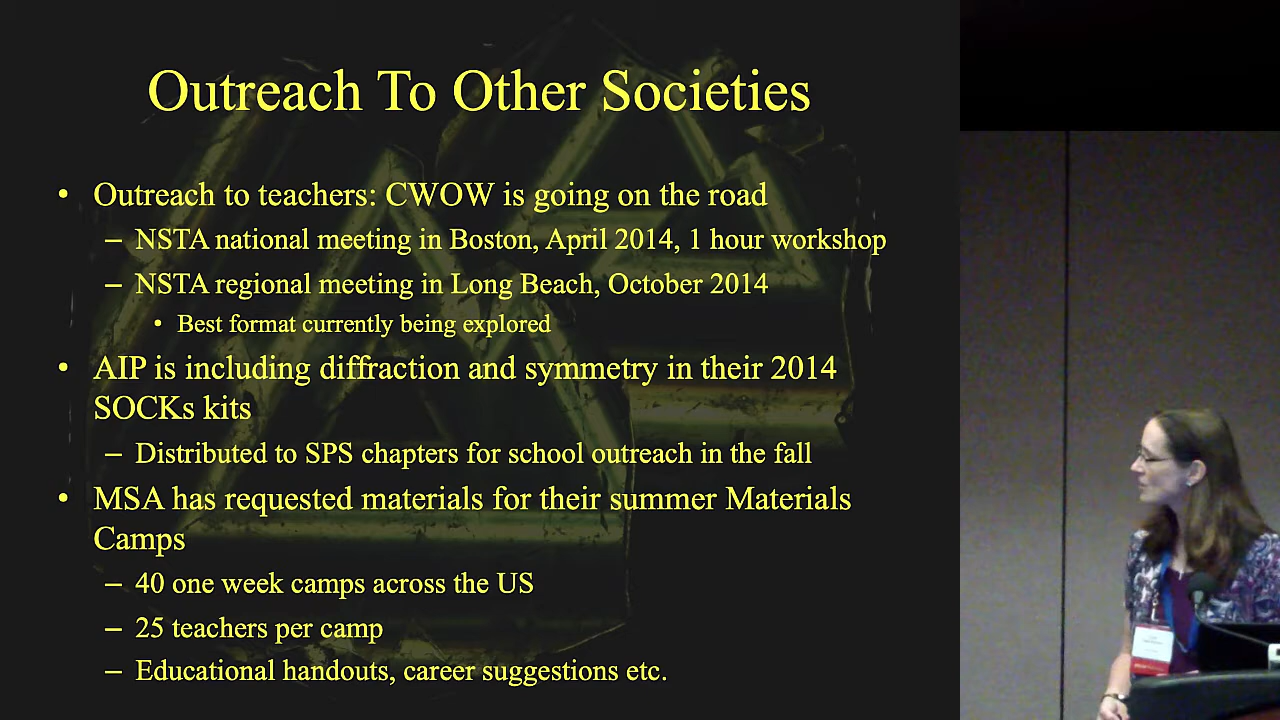 Outreach To Other Societies
• Outreach to teachers: CWOW is going on the road
– NSTA national meeting in Boston, April 2014, 1 hour workshop
– NSTA regional meeting in Long Beach, October 2014
• Best format currently being explored
• AIP is including diffraction and symmetry in their 2014
SOCKs kits
– Distributed to SPS chapters for school outreach in the fall
• MSA has requested materials for their summer Materials
Camps
– 40 one week camps across the US
– 25 teachers per camp
– Educational handouts, career suggestions etc.